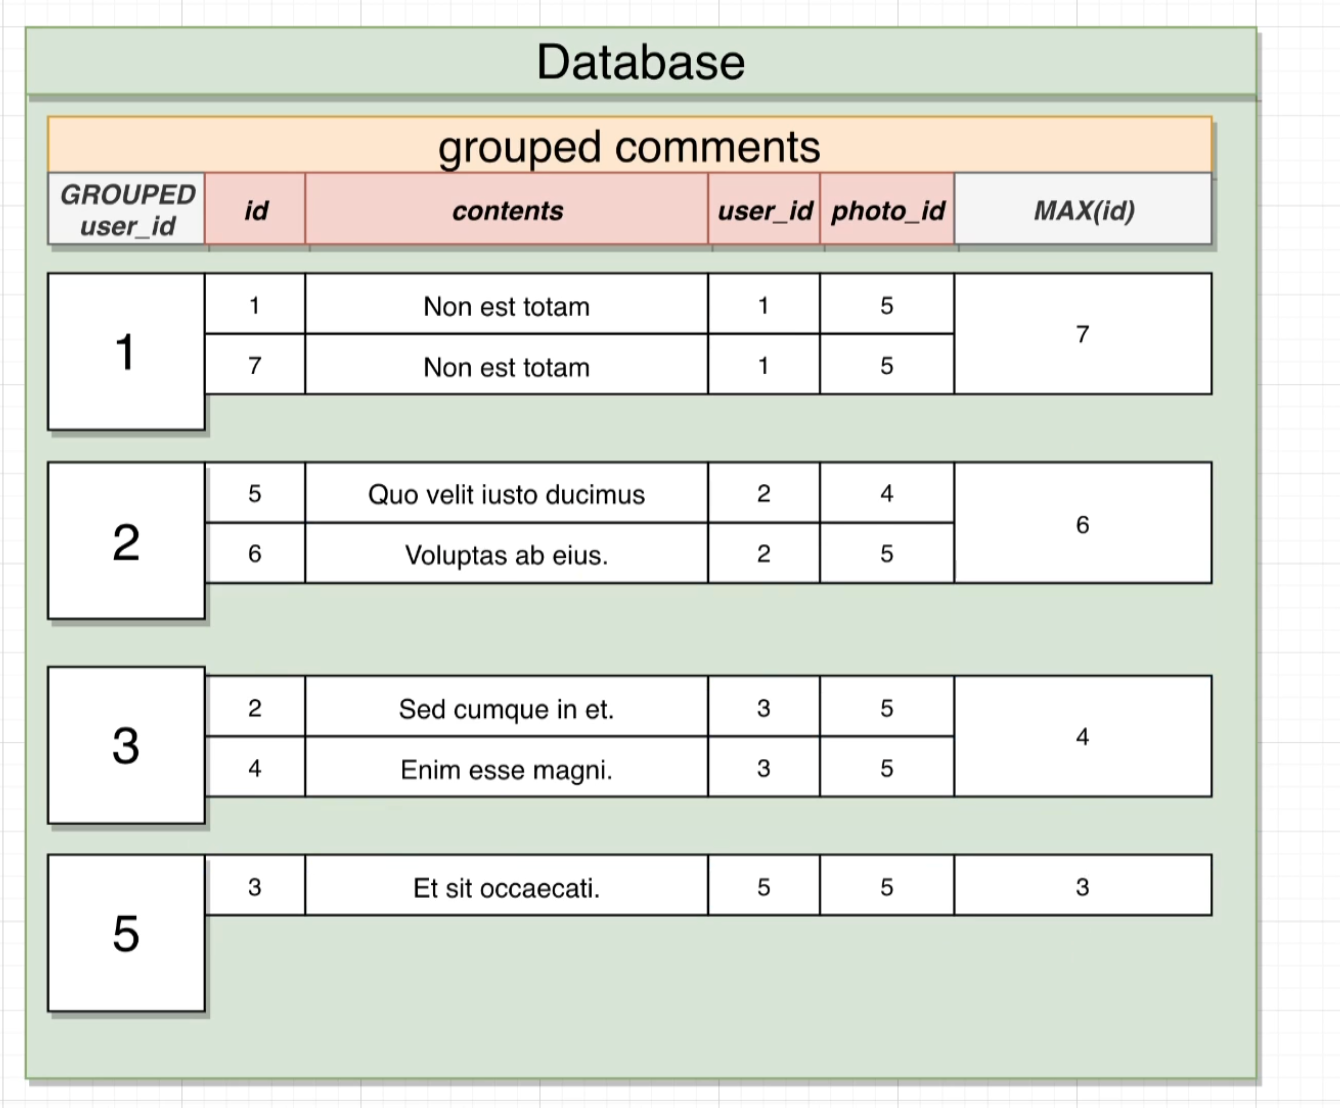 Database
grouped comments
GROUPED user_id id contents user_id photo_id MAX(id)
1
1 Non est totam 1 5
7 Non est totam 1 5
7
2
5 Quo velit iusto ducimus 2 4
6 Voluptas ab eius. 2 5
6
3
2 Sed cumque in et. 3 5
4 Enim esse magni. 3 5
4
5
3 Et sit occaecati. 5 5 3